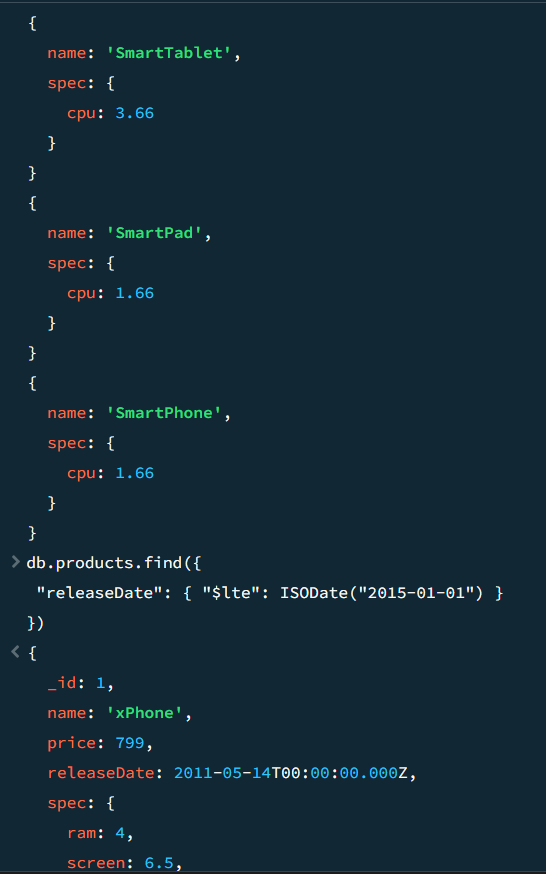 {
name: 'SmartTablet',
spec: {
cpu: 3.66
}
}
{
name: 'SmartPad',
spec: {
cpu: 1.66
}
}
{
name: 'SmartPhone',
spec: {
cpu: 1.66
}
}
> db.products.find({
"releaseDate": { "$lte": ISODate("2015-01-01") }
})
< {
_id: 1,
name: 'xPhone',
price: 799,
releaseDate: 2011-05-14T00:00:00.000Z,
spec: {
ram: 4,
screen: 6.5,